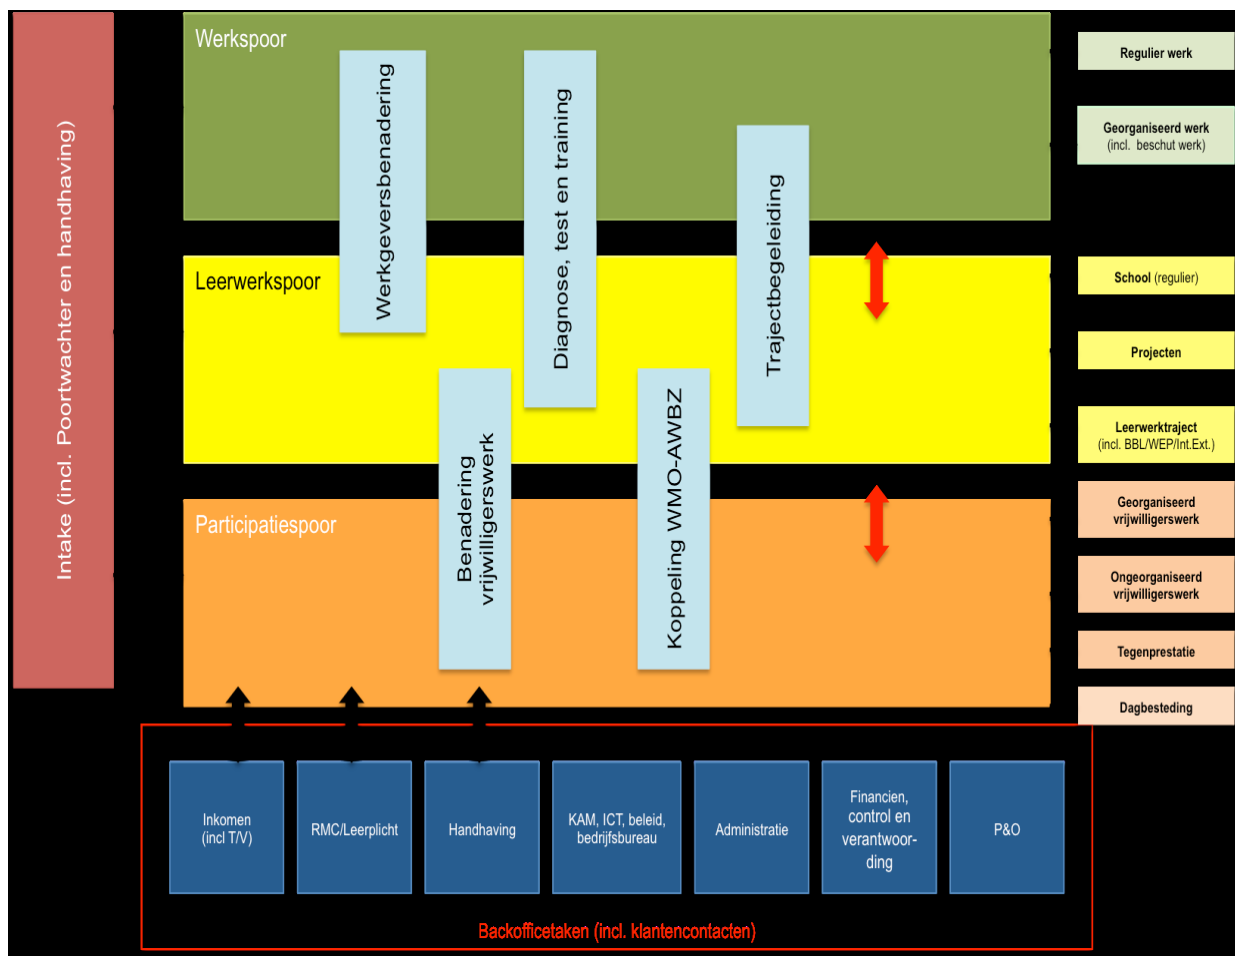 Intake (incl. Poortwachter en handhaving)
Werkspoor
Werkgeversbenadering
Diagnose, test en training
Trajectbegeleiding
Leerwerkspoor
Benadering
vrijwilligerswerk
Koppeling WMO-AWBZ
Participatiespoor
Regulier werk
Georganiseerd werk
(incl. beschut werk)
School (regulier)
Projecten
Leerwerktraject
(incl. BBL/WEP/Int.Ext.)
Georganiseerd
vrijwilligerswerk
Ongeorganiseerd
vrijwilligerswerk
Tegenprestatie
Dagbesteding
Inkomen
(incl T/V)
RMC/Leerplicht
Handhaving
KAM, ICT, beleid,
bedrijfsbureau
Administratie
Financien,
control en
verantwoor-
ding
P&O
Backofficetaken (incl. klantencontacten)